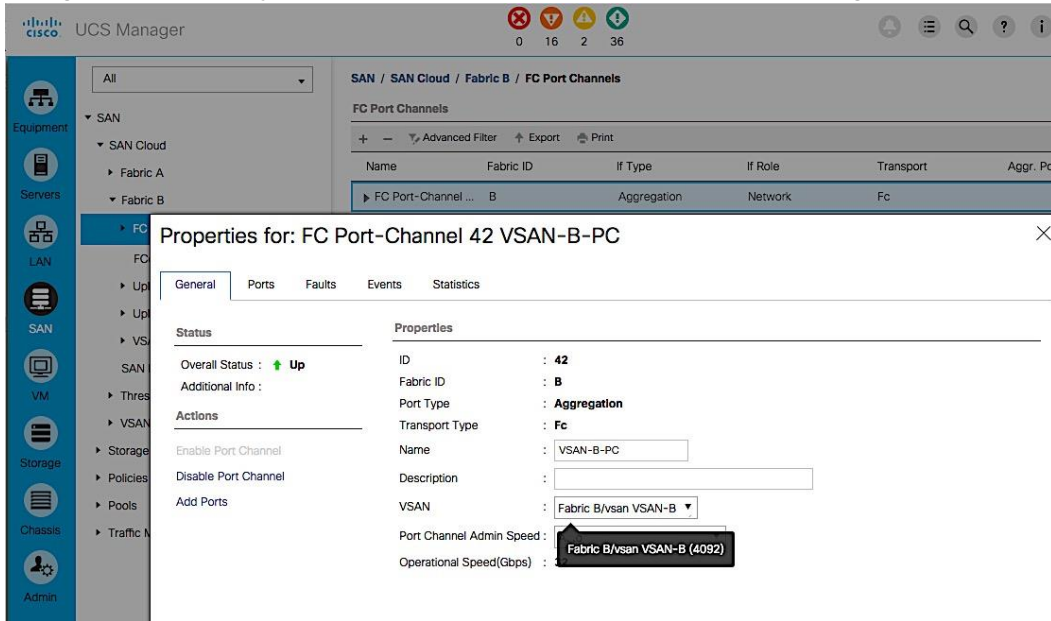 cisco UCS Manager
0 16 2 36
? i
All
SAN / SAN Cloud / Fabric B / FC Port Channels
FC Port Channels
+ − Advanced Filter Export Print
Name Fabric ID If Type If Role Transport Aggr. Po
FC Port-Channel ... B Aggregation Network Fc
Equipment
Servers
LAN
SAN
VM
Storage
Chassis
Admin
SAN
SAN Cloud
Fabric A
Fabric B
FC
FC
Upl
Upl
VSA
SAN
Thres
VSAN
Storage
Policies
Pools
Traffic M
Properties for: FC Port-Channel 42 VSAN-B-PC
General Ports Faults Events Statistics
Status
Overall Status : Up
Additional Info :
Actions
Enable Port Channel
Disable Port Channel
Add Ports
Properties
ID : 42
Fabric ID : B
Port Type : Aggregation
Transport Type : Fc
Name : VSAN-B-PC
Description :
VSAN : Fabric B/vsan VSAN-B
Port Channel Admin Speed :
Fabric B/vsan VSAN-B (4092)
Operational Speed(Gbps) :